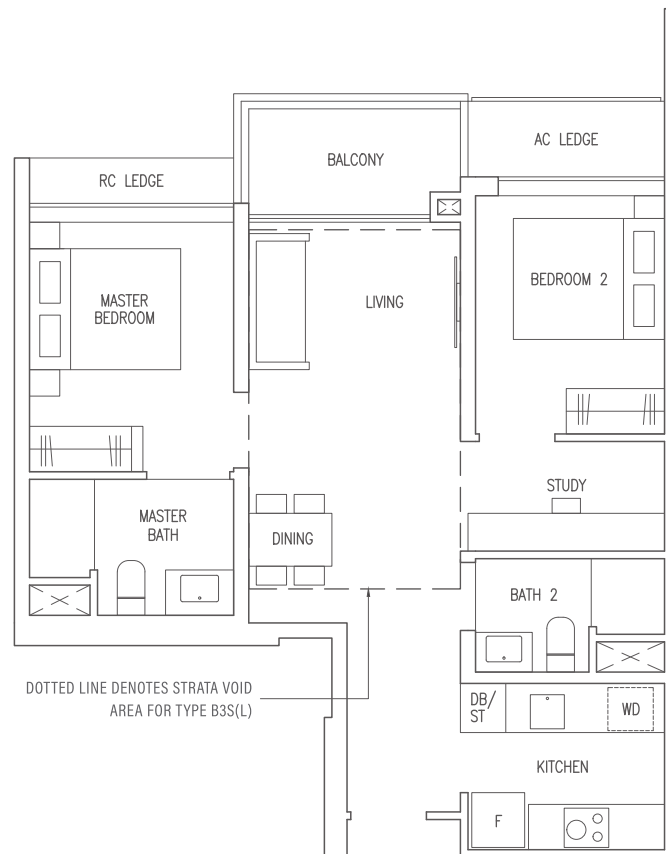 AC LEDGE
BALCONY
RC LEDGE
BEDROOM 2
MASTER
BEDROOM
LIVING
STUDY
MASTER
BATH
DINING
BATH 2
DOTTED LINE DENOTES STRATA VOID
AREA FOR TYPE B3S(L)
DB/
ST
WD
KITCHEN
F